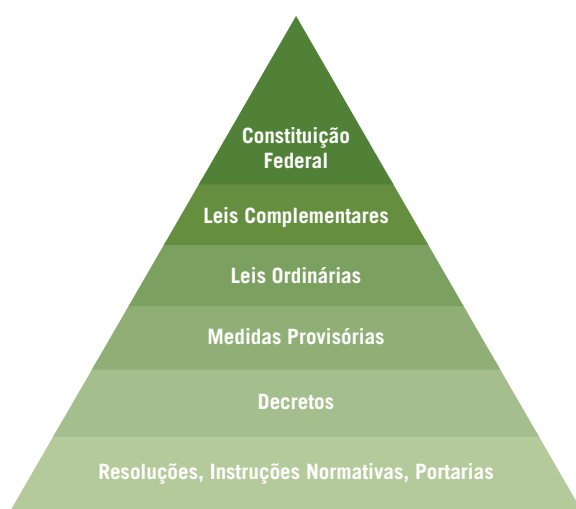 Constituição
Federal
Leis Complementares
Leis Ordinárias
Medidas Provisórias
Decretos
Resoluções, Instruções Normativas, Portarias